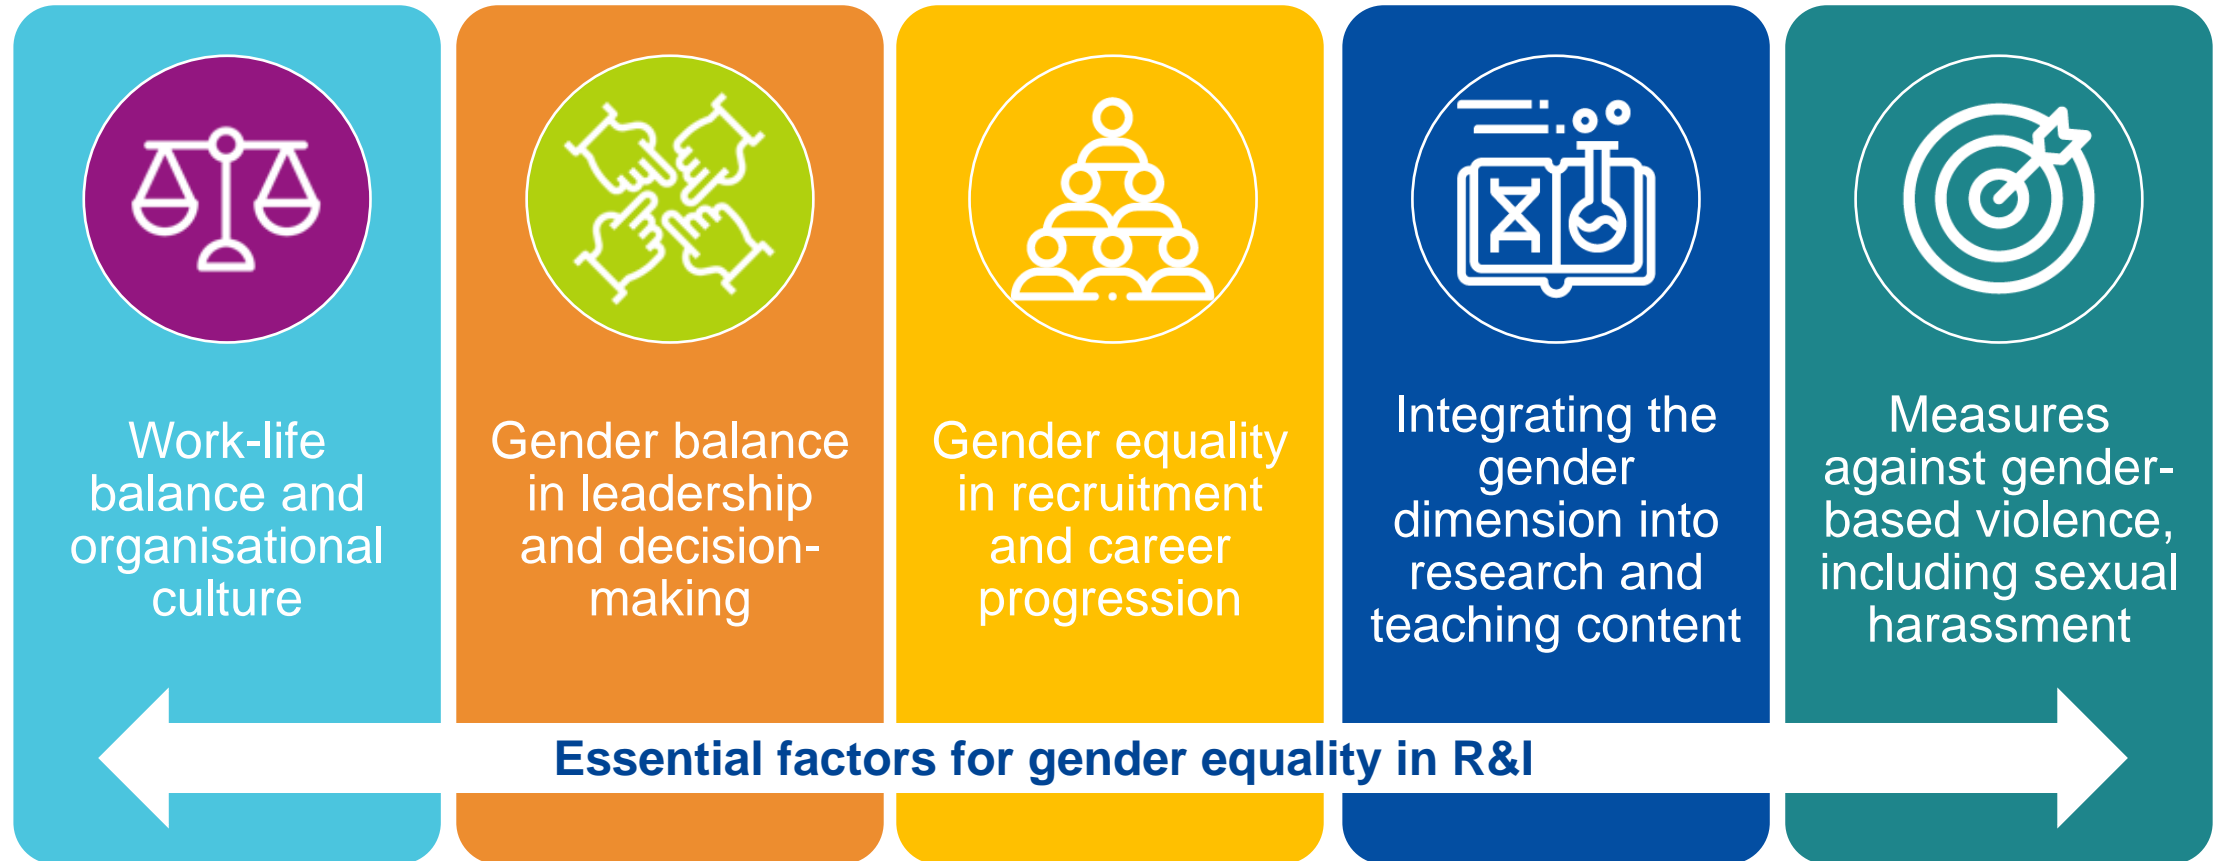 Work-life
balance and
organisational
culture
Gender balance
in leadership
and decision-
making
Gender equality
in recruitment
and career
progression
Integrating the
gender
dimension into
research and
teaching content
Measures
against gender-
based violence,
including sexual
harassment
Essential factors for gender equality in R&I